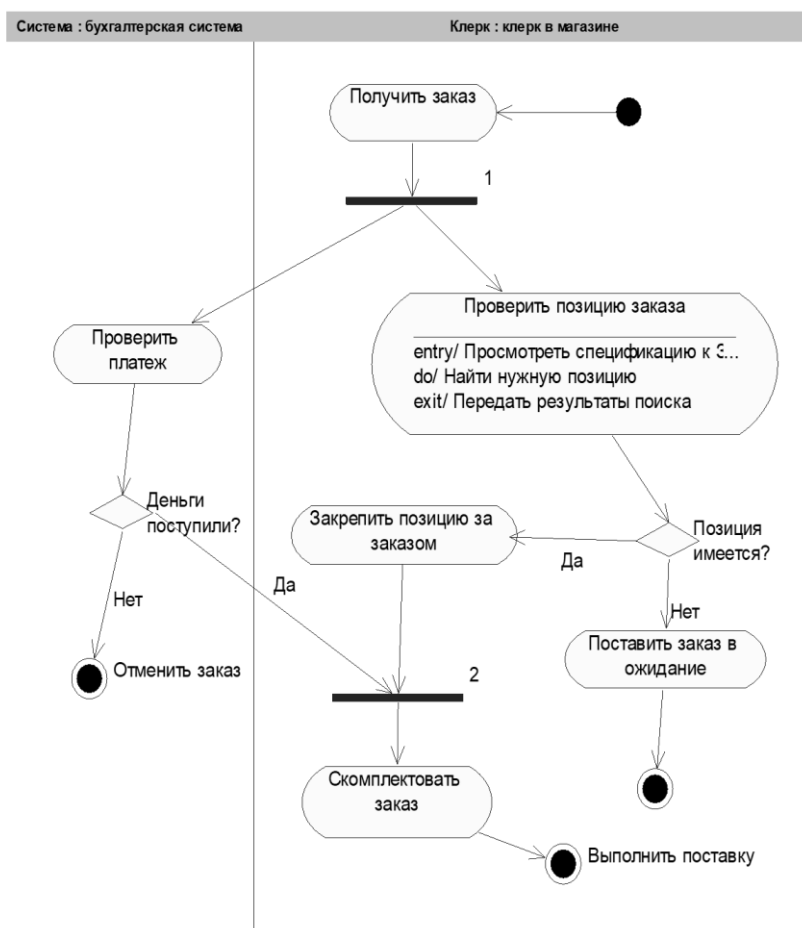 Система : бухгалтерская система
Клерк : клерк в магазине
Получить заказ
1
Проверить позицию заказа
entry/ Просмотреть спецификацию к З...
do/ Найти нужную позицию
exit/ Передать результаты поиска
Проверить
платеж
Деньги
поступили?
Закрепить позицию за
заказом
Позиция
имеется?
Да
Да
Нет
Нет
Поставить заказ в
ожидание
Отменить заказ
2
Скомплектовать
заказ
Выполнить поставку